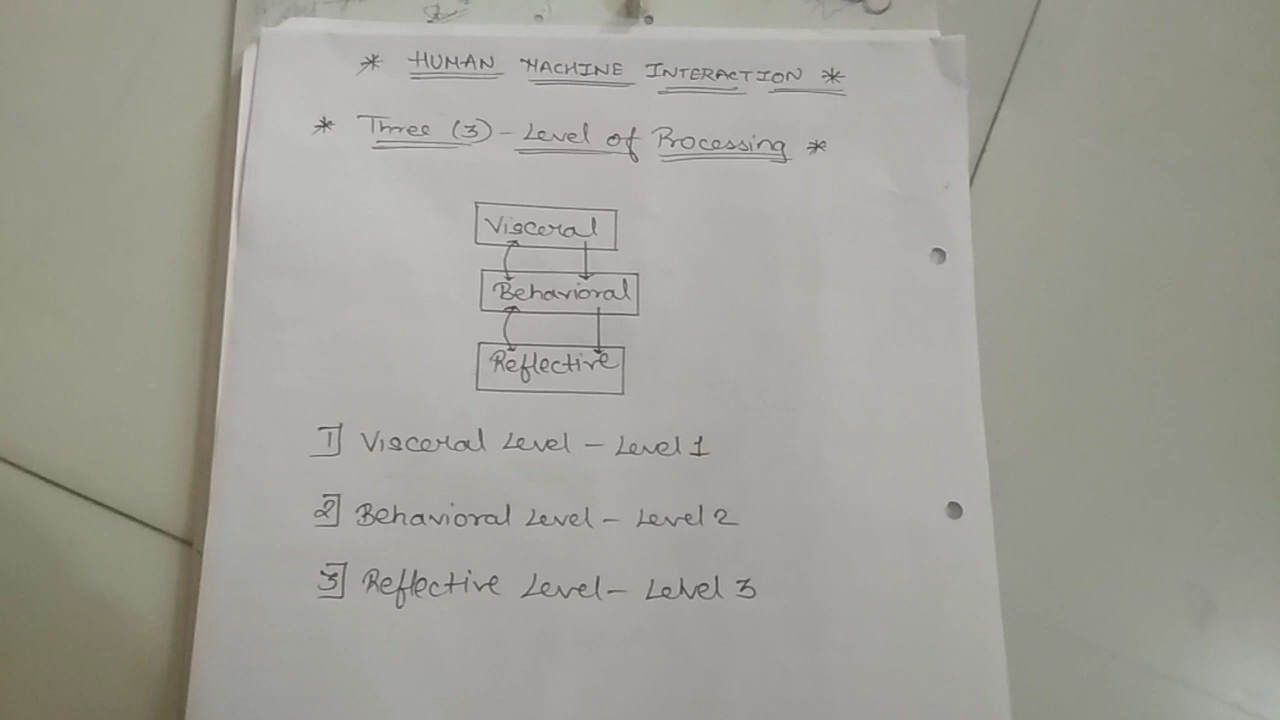 * HUMAN MACHINE INTERACTION *
* Three (3) - Level of Processing *
Visceral
Behavioral
Reflective
1] Visceral Level - Level 1
2] Behavioral Level - Level 2
3] Reflective Level - Level 3